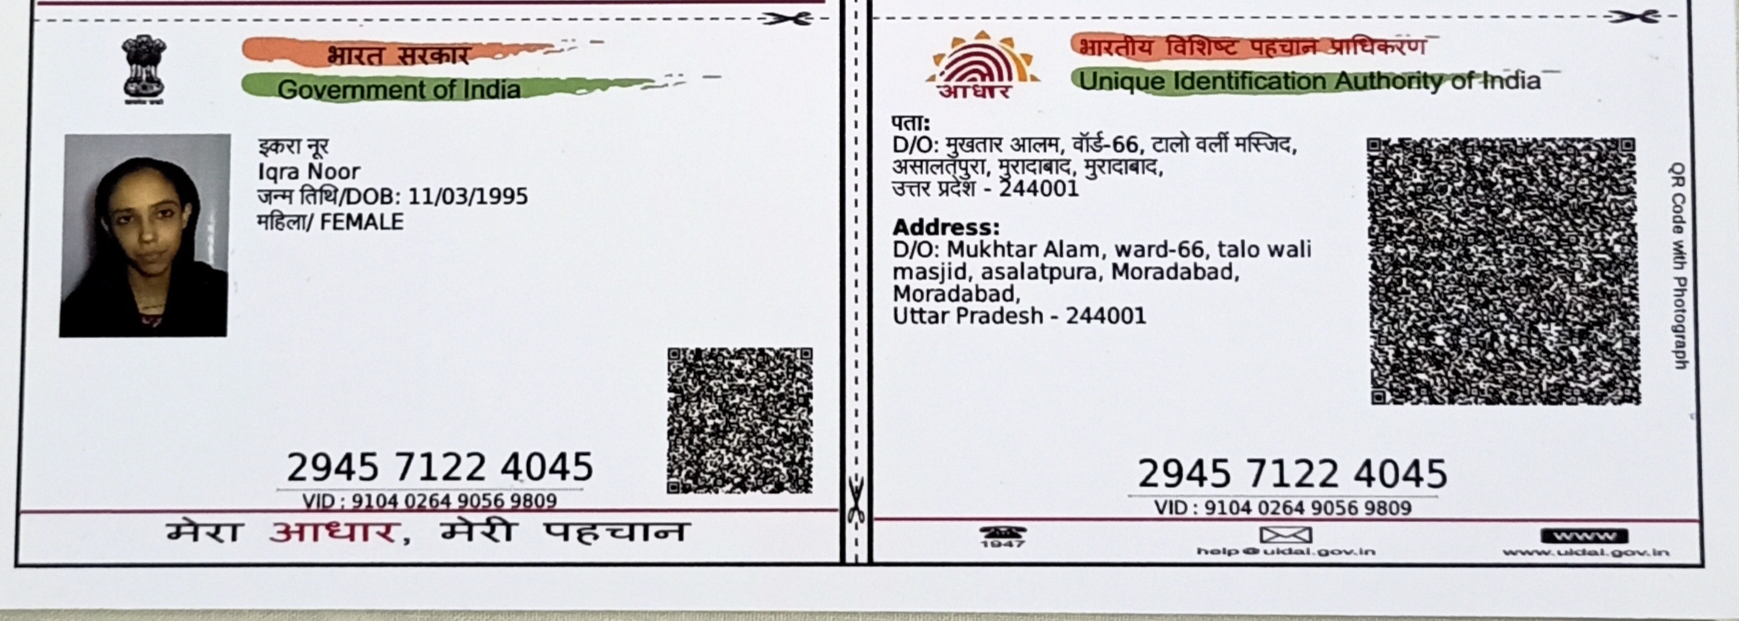 भारत सरकार
Government of India
इकरा नूर
Iqra Noor
जन्म तिथि/DOB: 11/03/1995
महिला/ FEMALE
2945 7122 4045
VID : 9104 0264 9056 9809
मेरा आधार, मेरी पहचान
भारतीय विशिष्ट पहचान प्राधिकरण
Unique Identification Authority of India
आधार
पता:
D/O: मुखतार आलम, वॉर्ड-66, टालो वर्ली मस्जिद,
असालतपुरा, मुरादाबाद, मुरादाबाद,
उत्तर प्रदेश - 244001
Address:
D/O: Mukhtar Alam, ward-66, talo wali
masjid, asalatpura, Moradabad,
Moradabad,
Uttar Pradesh - 244001
QR Code with Photograph
2945 7122 4045
VID : 9104 0264 9056 9809
1947
help@uidai.gov.in
www
www.uidai.gov.in